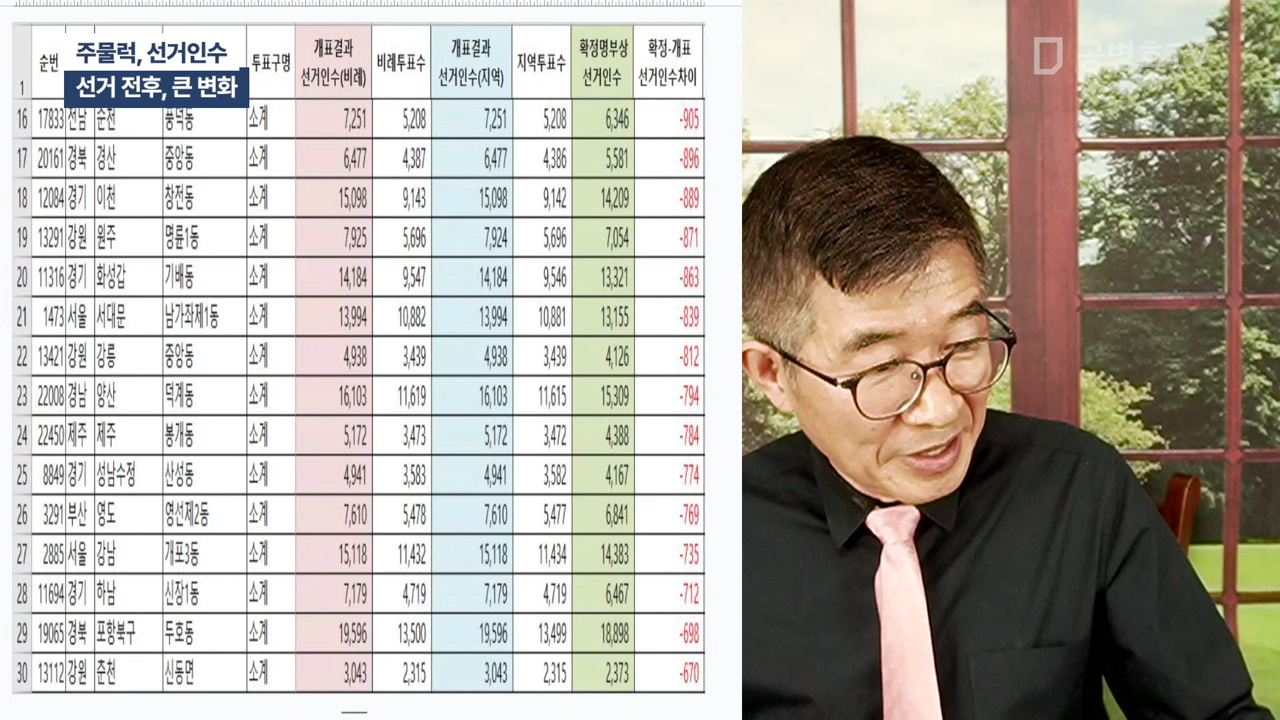 주물럭, 선거인수
선거 전후, 큰 변화
공병호TV
1 순번 투표구명 개표결과 선거인수(비례) 비례투표수 개표결과 선거인수(지역) 지역투표수 확정명부상 선거인수 확정-개표 선거인수차이
16 17833 전남 순천 풍덕동 소계 7,251 5,208 7,251 5,208 6,346 -905
17 20161 경북 경산 중앙동 소계 6,477 4,387 6,477 4,386 5,581 -896
18 12084 경기 이천 창전동 소계 15,098 9,143 15,098 9,142 14,209 -889
19 13291 강원 원주 명륜1동 소계 7,925 5,696 7,924 5,696 7,054 -871
20 11316 경기 화성갑 기배동 소계 14,184 9,547 14,184 9,546 13,321 -863
21 1473 서울 서대문 남가좌제1동 소계 13,994 10,882 13,994 10,881 13,155 -839
22 13421 강원 강릉 중앙동 소계 4,938 3,439 4,938 3,439 4,126 -812
23 22008 경남 양산 덕계동 소계 16,103 11,619 16,103 11,615 15,309 -794
24 22450 제주 제주 봉개동 소계 5,172 3,473 5,172 3,472 4,388 -784
25 8849 경기 성남수정 산성동 소계 4,941 3,583 4,941 3,582 4,167 -774
26 3291 부산 영도 영선제2동 소계 7,610 5,478 7,610 5,477 6,841 -769
27 2885 서울 강남 개포3동 소계 15,118 11,432 15,118 11,434 14,383 -735
28 11694 경기 하남 신장1동 소계 7,179 4,719 7,179 4,719 6,467 -712
29 19065 경북 포항북구 두호동 소계 19,596 13,500 19,596 13,499 18,898 -698
30 13112 강원 춘천 신동면 소계 3,043 2,315 3,043 2,315 2,373 -670